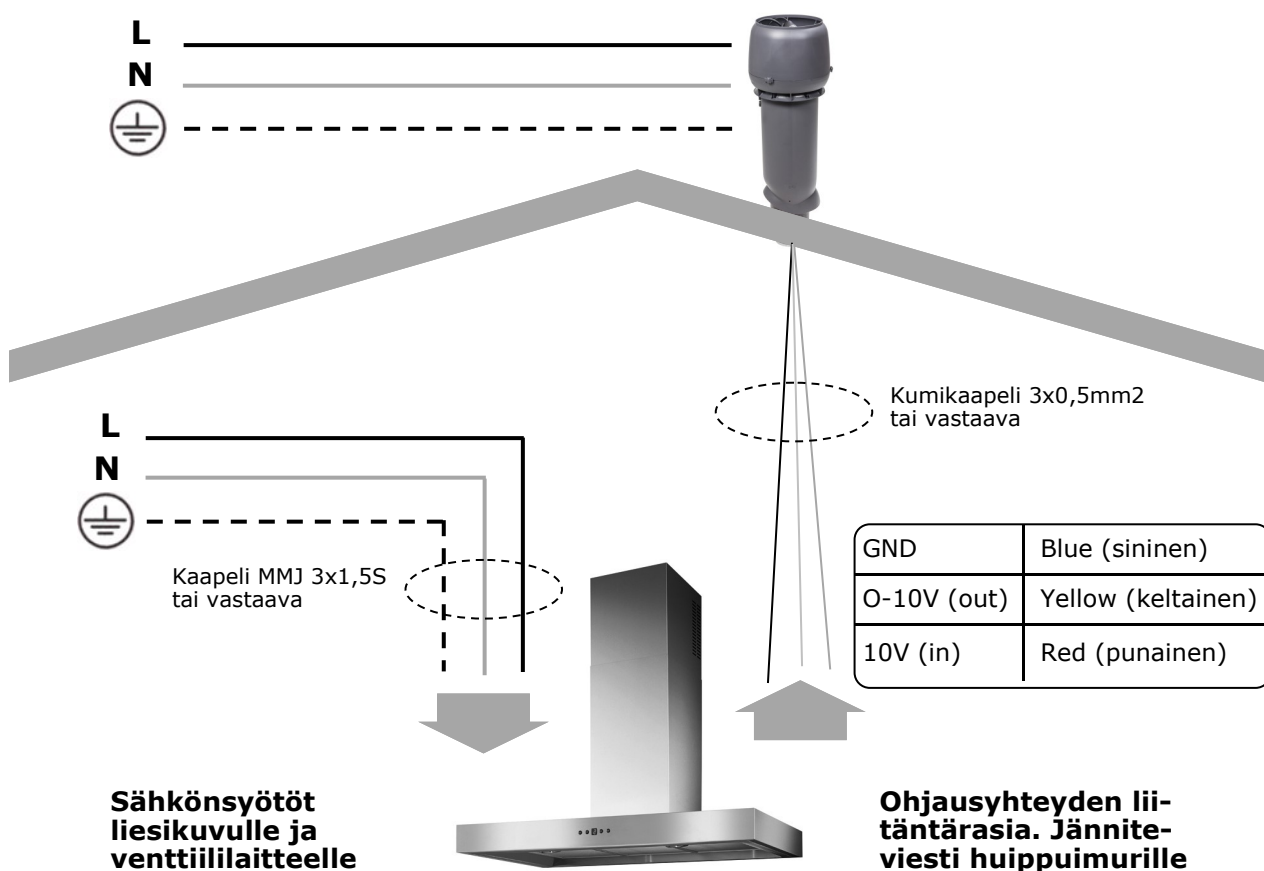 L
N
Kumikaapeli 3x0,5mm2
tai vastaava
L
N
Kaapeli MMJ 3x1,5S
tai vastaava
GND Blue (sininen)
O-10V (out) Yellow (keltainen)
10V (in) Red (punainen)
Sähkönsyötöt
liesikuvulle ja
venttiililaitteelle
Ohjausyhteyden lii-
täntärasia. Jännite-
viesti huippuimurille